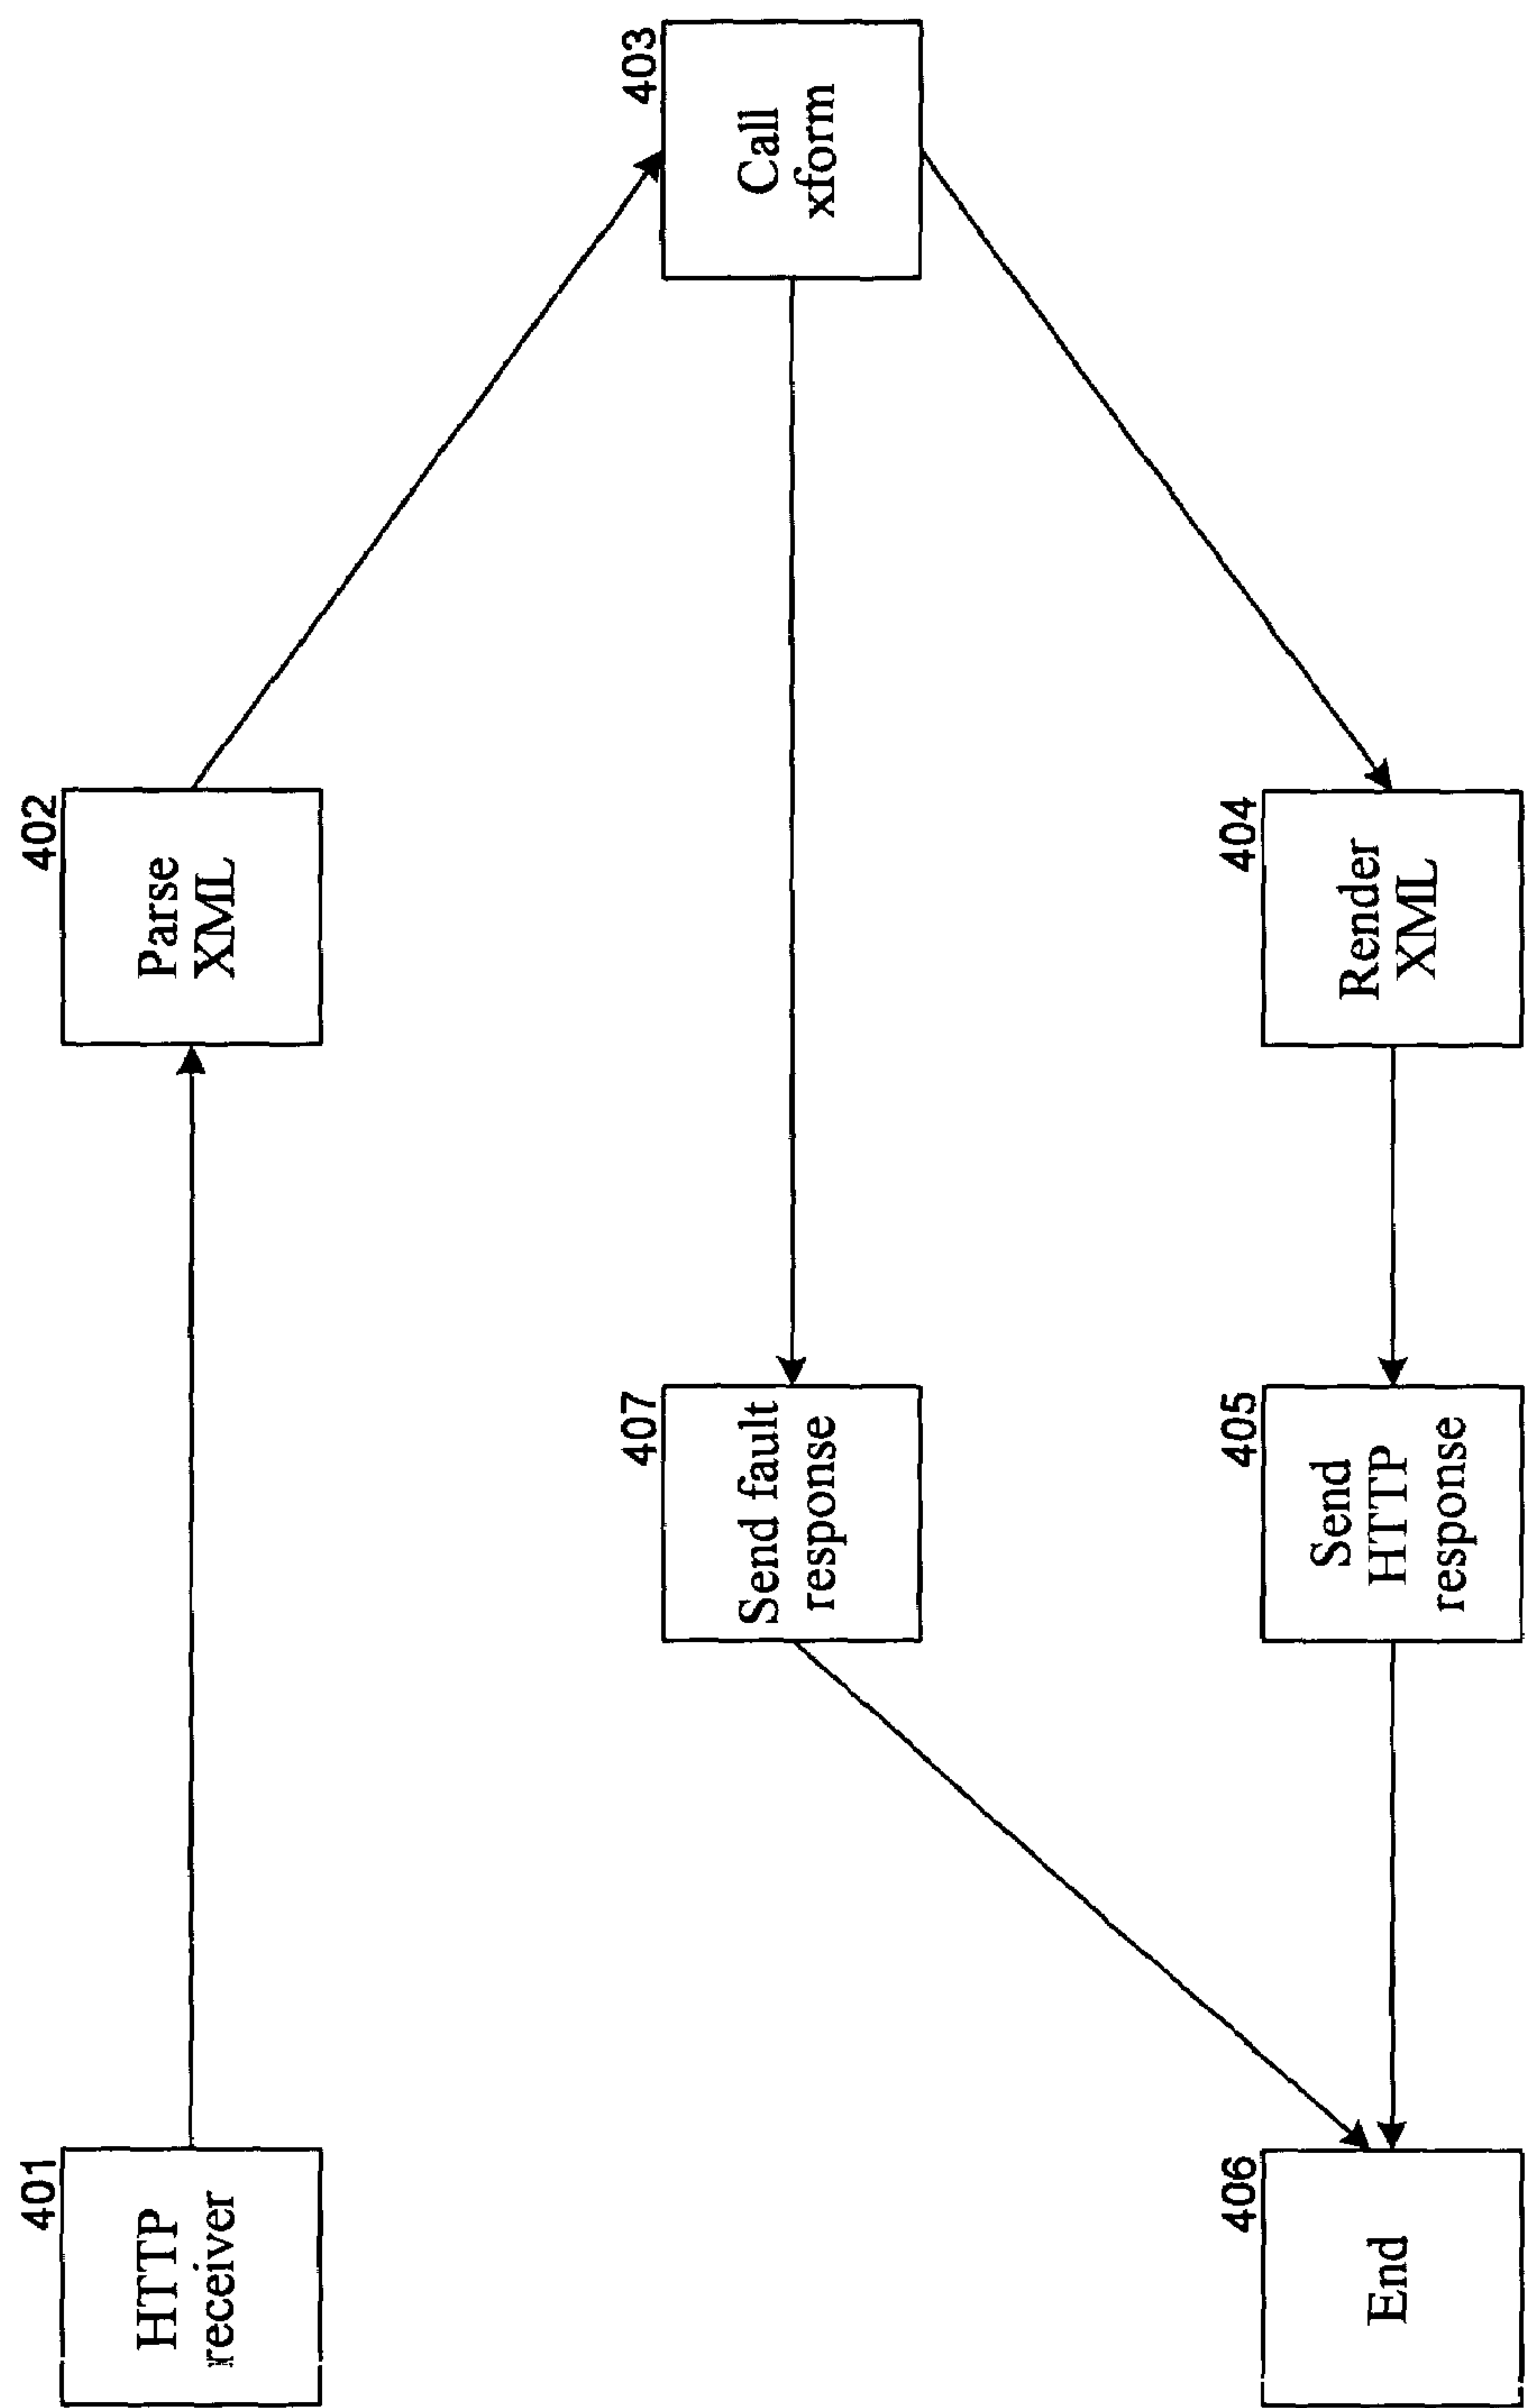 401
HTTP
receiver
402
Parse
XML
403
Call
xform
407
Send fault
response
406
End
405
Send
HTTP
response
404
Render
XML